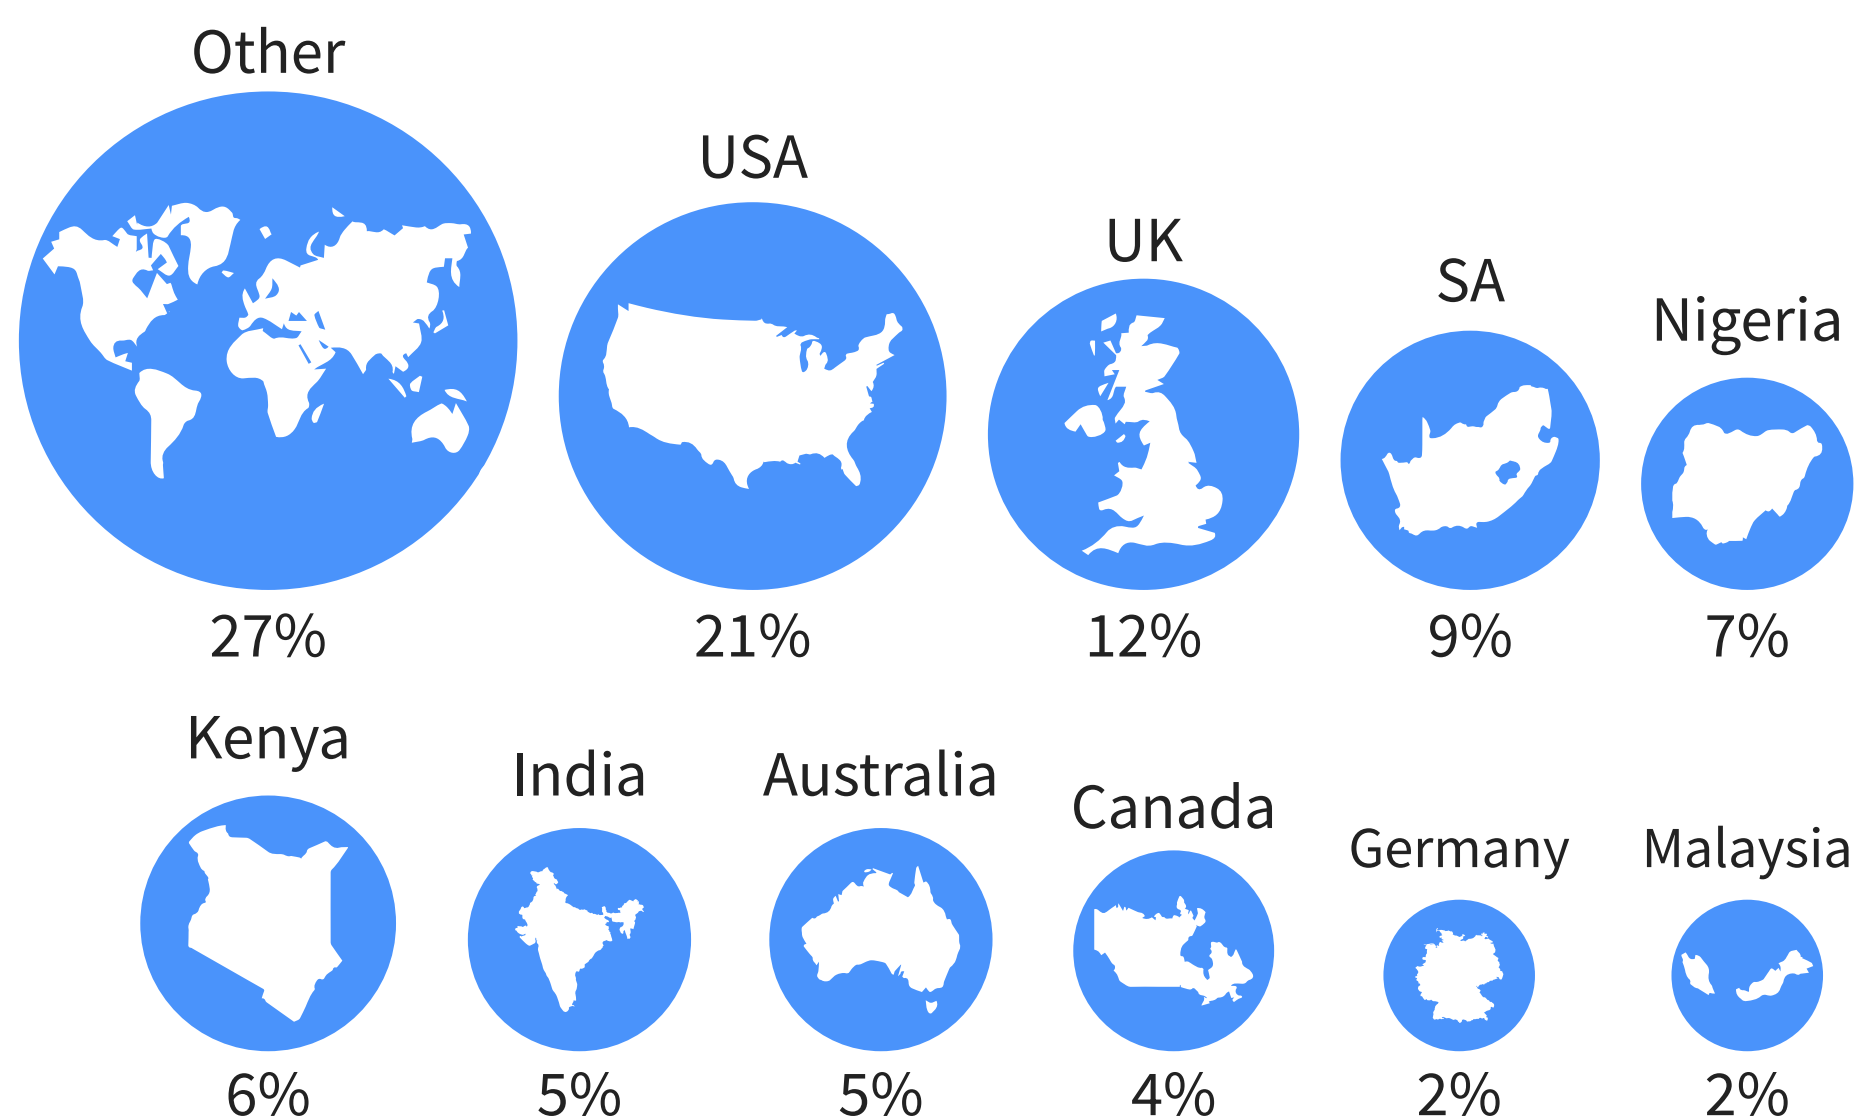 Other
USA
UK
SA
Nigeria
27%
21%
12%
9%
7%
Kenya
India
Australia
Canada
Germany
Malaysia
6%
5%
5%
4%
2%
2%